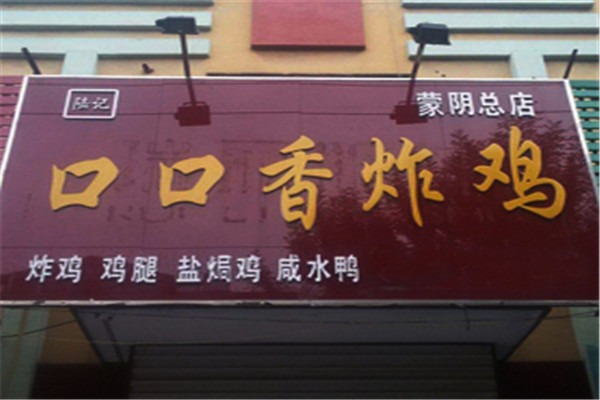 陆记
蒙阴总店
口口香炸鸡
炸鸡 鸡腿 盐焗鸡 咸水鸭